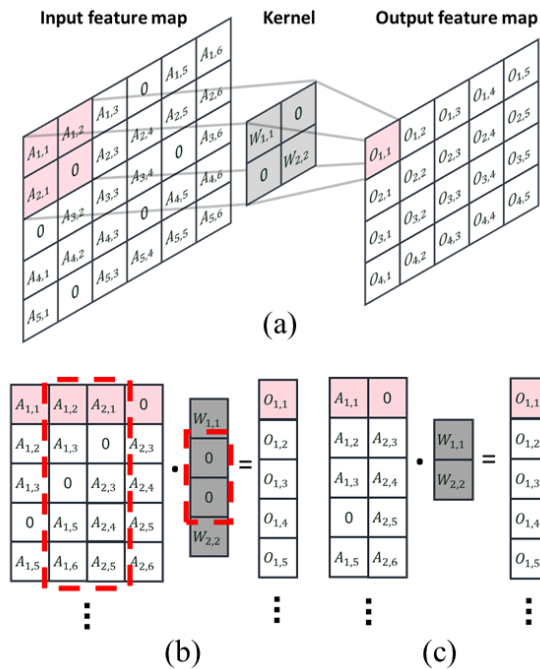 Input feature map Kernel Output feature map
A1,1 A1,2 A1,3 0 A1,5 A1,6
A2,1 0 A2,3 A2,4 A2,5 A2,6
0 A3,2 A3,3 A3,4 0 A3,6
A4,1 A4,2 A4,3 0 A4,5 A4,6
A5,1 0 A5,3 A5,4 A5,5 A5,6
W1,1 0
0 W2,2
O1,1 O1,2 O1,3 O1,4 O1,5
O2,1 O2,2 O2,3 O2,4 O2,5
O3,1 O3,2 O3,3 O3,4 O3,5
O4,1 O4,2 O4,3 O4,4 O4,5
(a)
A1,1 A1,2 A2,1 0
A1,2 A1,3 0 A2,3
A1,3 0 A2,3 A2,4
0 A1,5 A2,4 A2,5
A1,5 A1,6 A2,5 A2,6
⋮
·
W1,1
0
0
W2,2
=
O1,1
O1,2
O1,3
O1,4
O1,5
⋮
(b)
A1,1 0
A1,2 A2,3
A1,3 A2,4
0 A2,5
A1,5 A2,6
⋮
·
W1,1
W2,2
=
O1,1
O1,2
O1,3
O1,4
O1,5
⋮
(c)